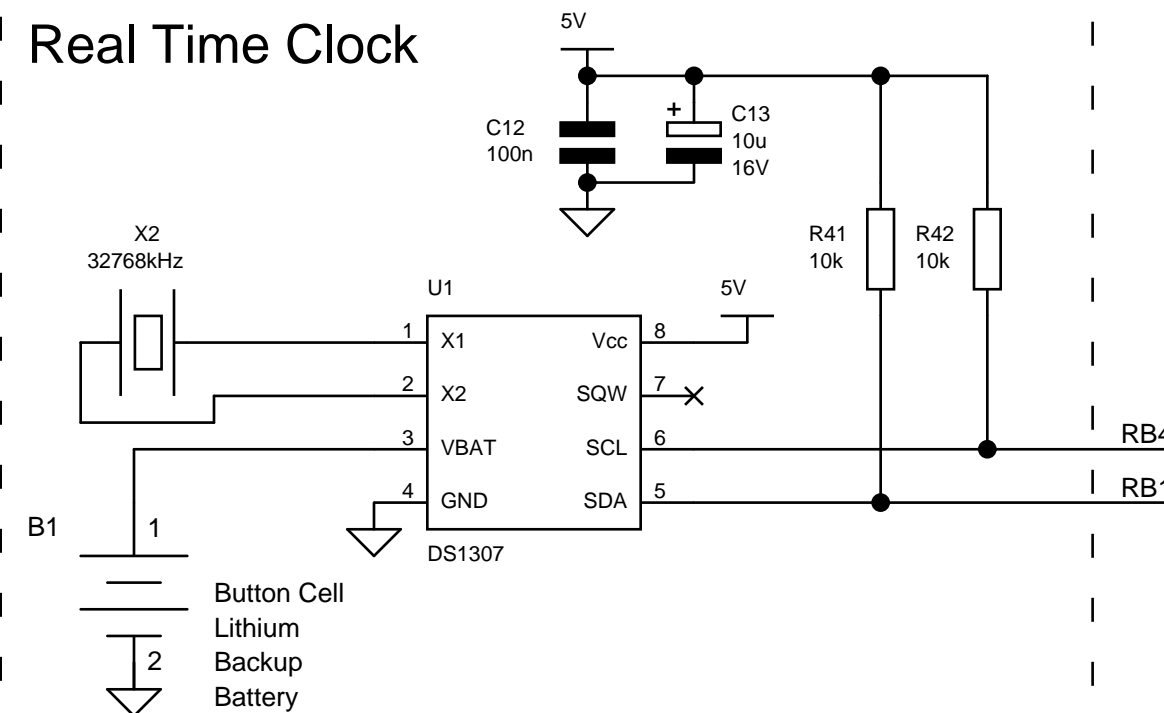 Real Time Clock
5V
C12
100n
+
C13
10u
16V
X2
32768kHz
R41
10k
R42
10k
U1
5V
1
X1
Vcc
8
2
X2
SQW
7
3
VBAT
SCL
6
RB4
4
GND
SDA
5
RB1
DS1307
B1
1
2
Button Cell
Lithium
Backup
Battery